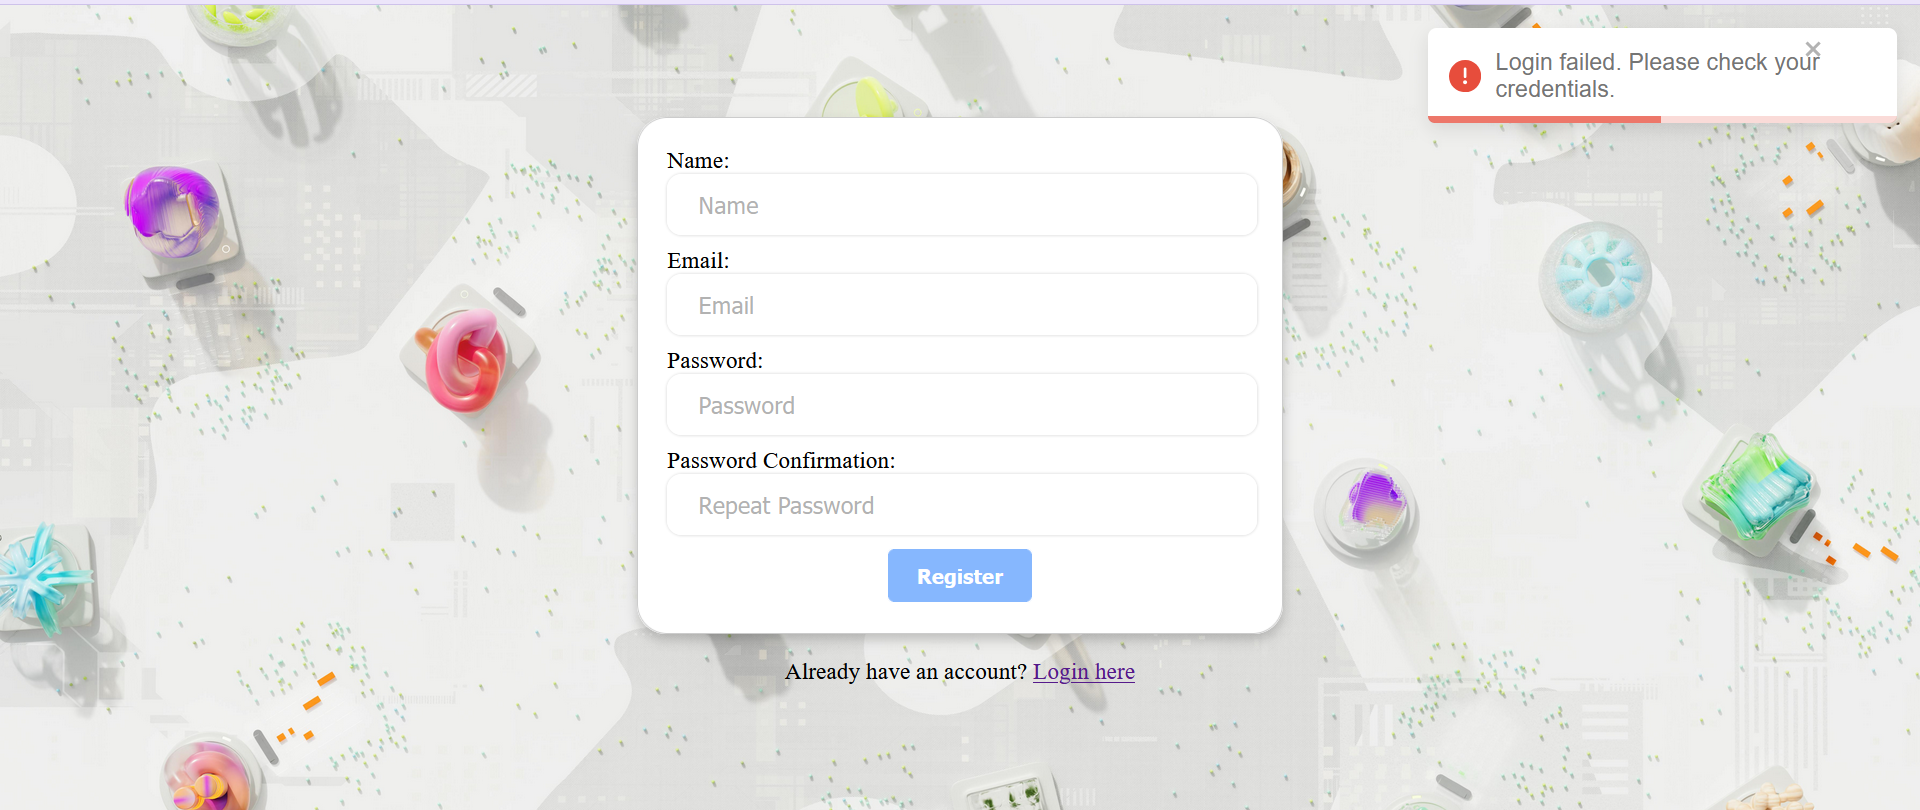 Login failed. Please check your
credentials.
Name:
Name
Email:
Email
Password:
Password
Password Confirmation:
Repeat Password
Register
Already have an account? Login here